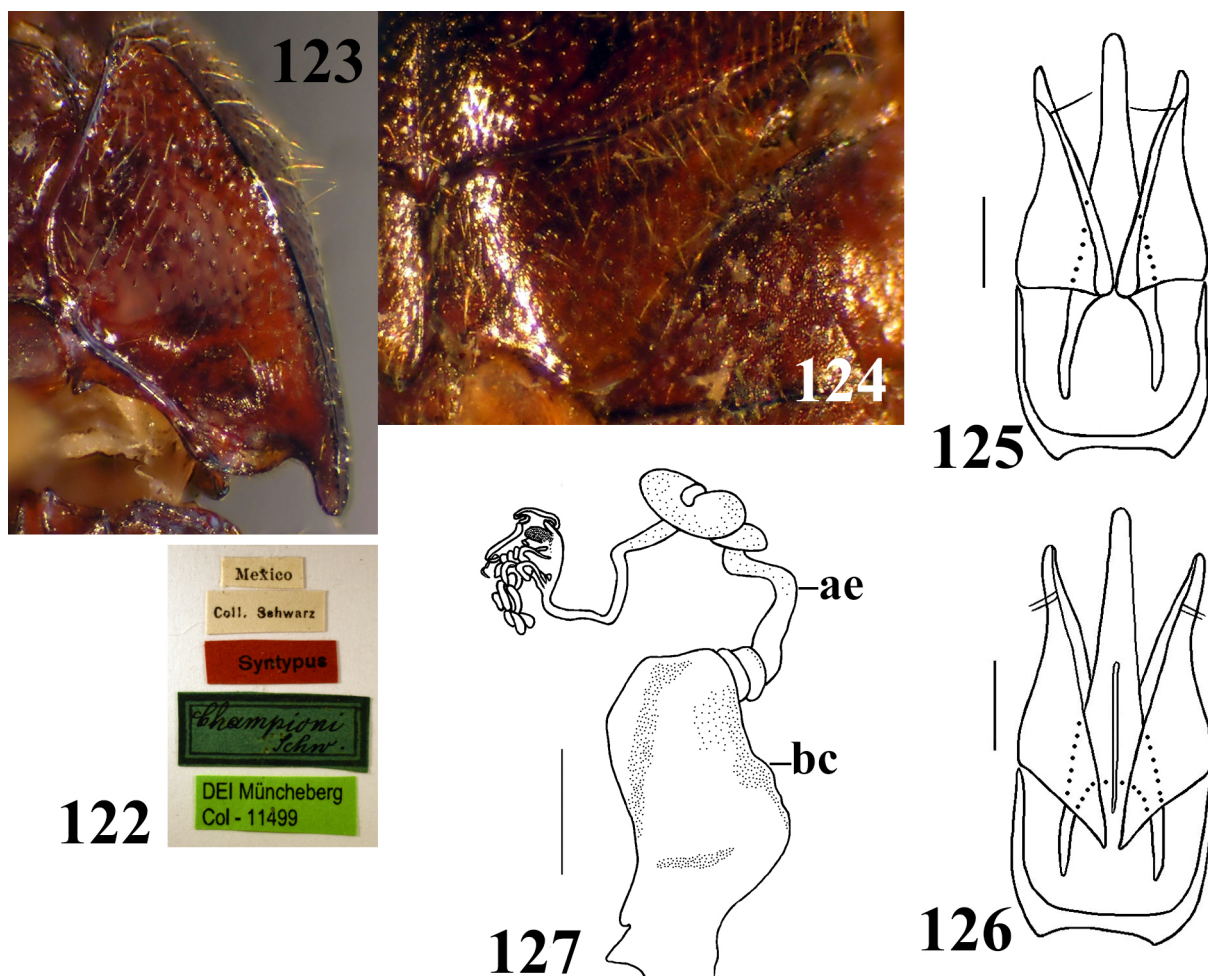 123
124
125
Mexico
Coll. Schwarz
Syntypus
Championi
Schw.
DEI Müncheberg
Col - 11499
122
ae
bc
127
126